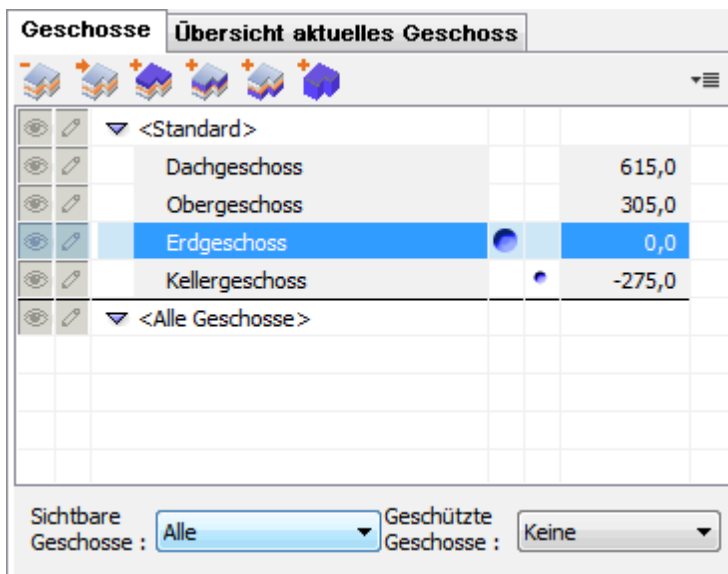 Geschosse Übersicht aktuelles Geschoss
<Standard>
Dachgeschoss 615,0
Obergeschoss 305,0
Erdgeschoss 0,0
Kellergeschoss -275,0
<Alle Geschosse>
Sichtbare Geschosse : Alle Geschützte Geschosse : Keine